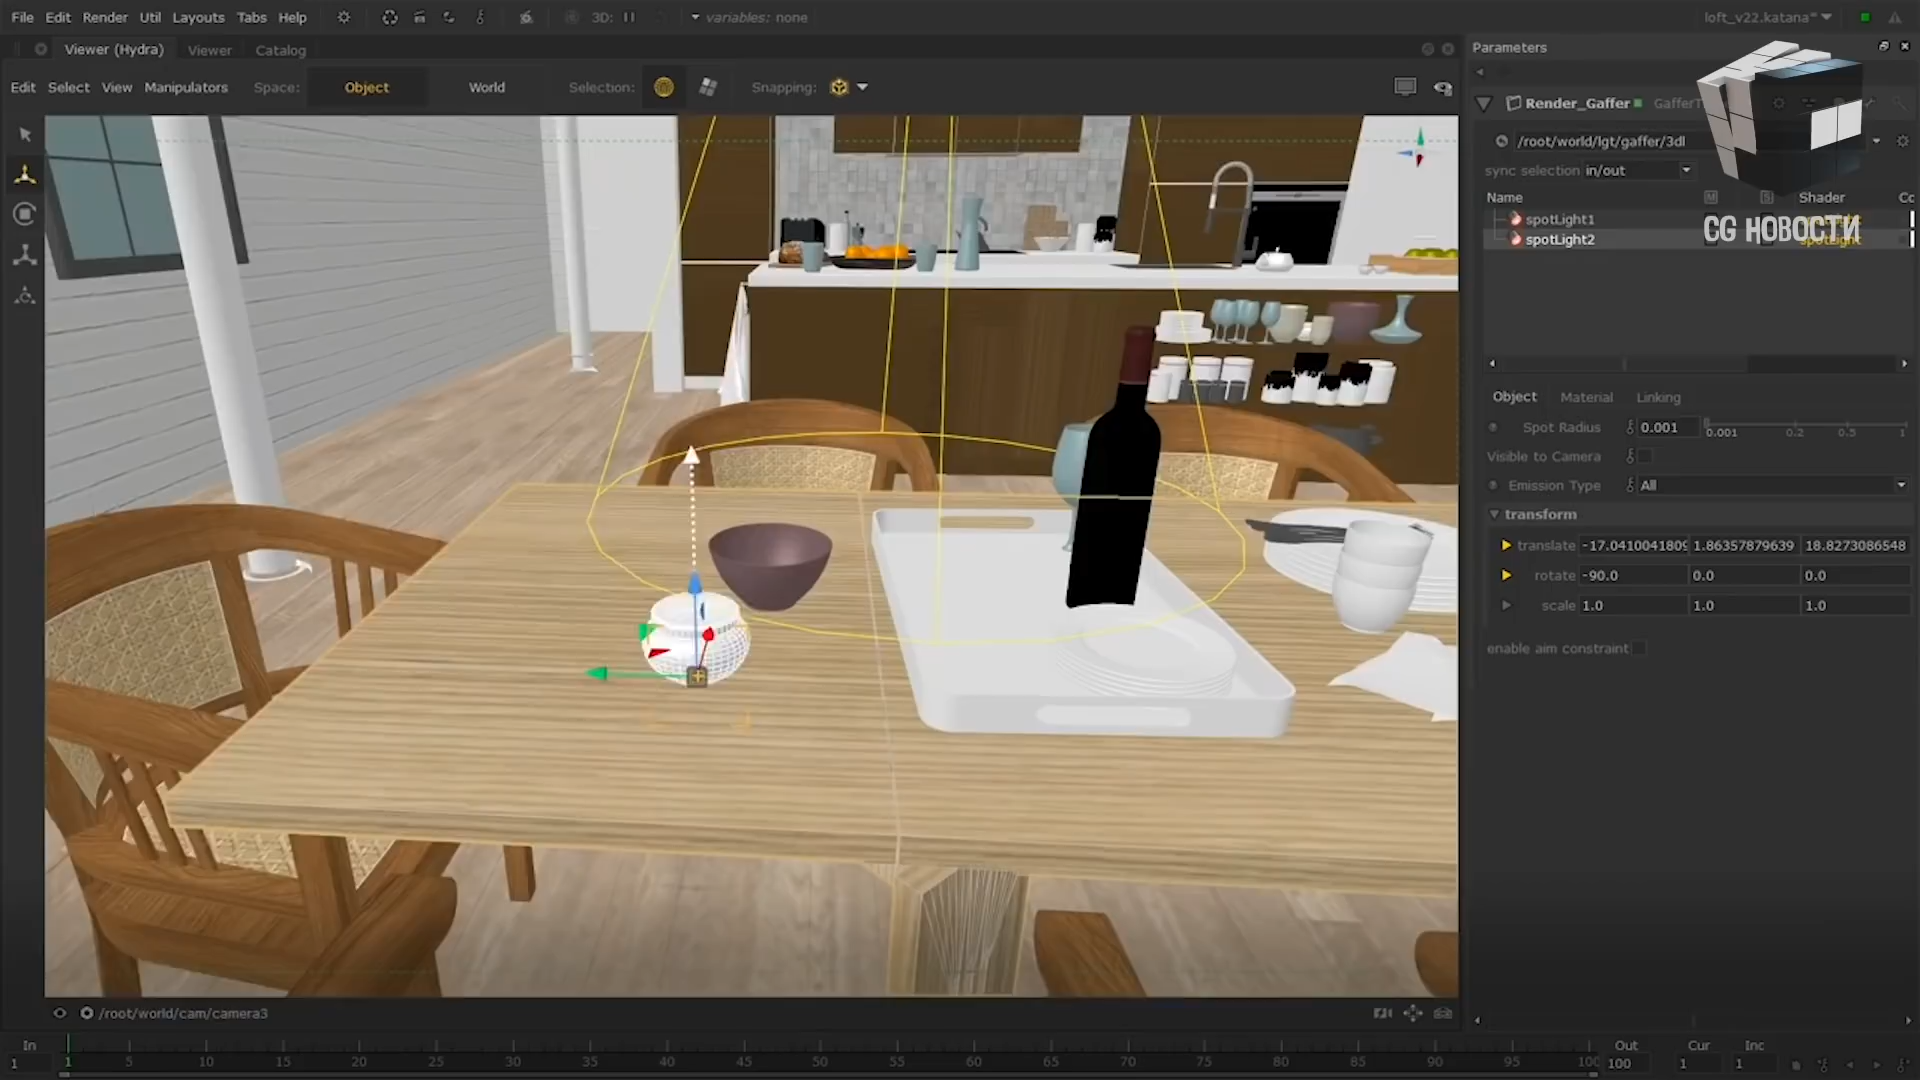 File Edit Render Util Layouts Tabs Help 3D: variables: none loft_v22.katana*
Viewer (Hydra) Viewer Catalog
Edit Select View Manipulators Space: Object World Selection: Snapping:
Parameters
Render_Gaffer
/root/world/lgt/gaffer/3dl
sync selection in/out
Name M S Shader Co
spotLight1
spotLight2
CG НОВОСТИ
Object Material Linking
Spot Radius 0.001 0.001 0.2 0.5 1
Visible to Camera
Emission Type All
transform
translate -17.0410041809 1.86357879639 18.8273086548
rotate -90.0 0.0 0.0
scale 1.0 1.0 1.0
enable aim constraint
/root/world/cam/camera3
In Out Cur Inc
1 1 5 10 15 20 25 30 35 40 45 50 55 60 65 70 75 80 85 90 95 100 100 1 1